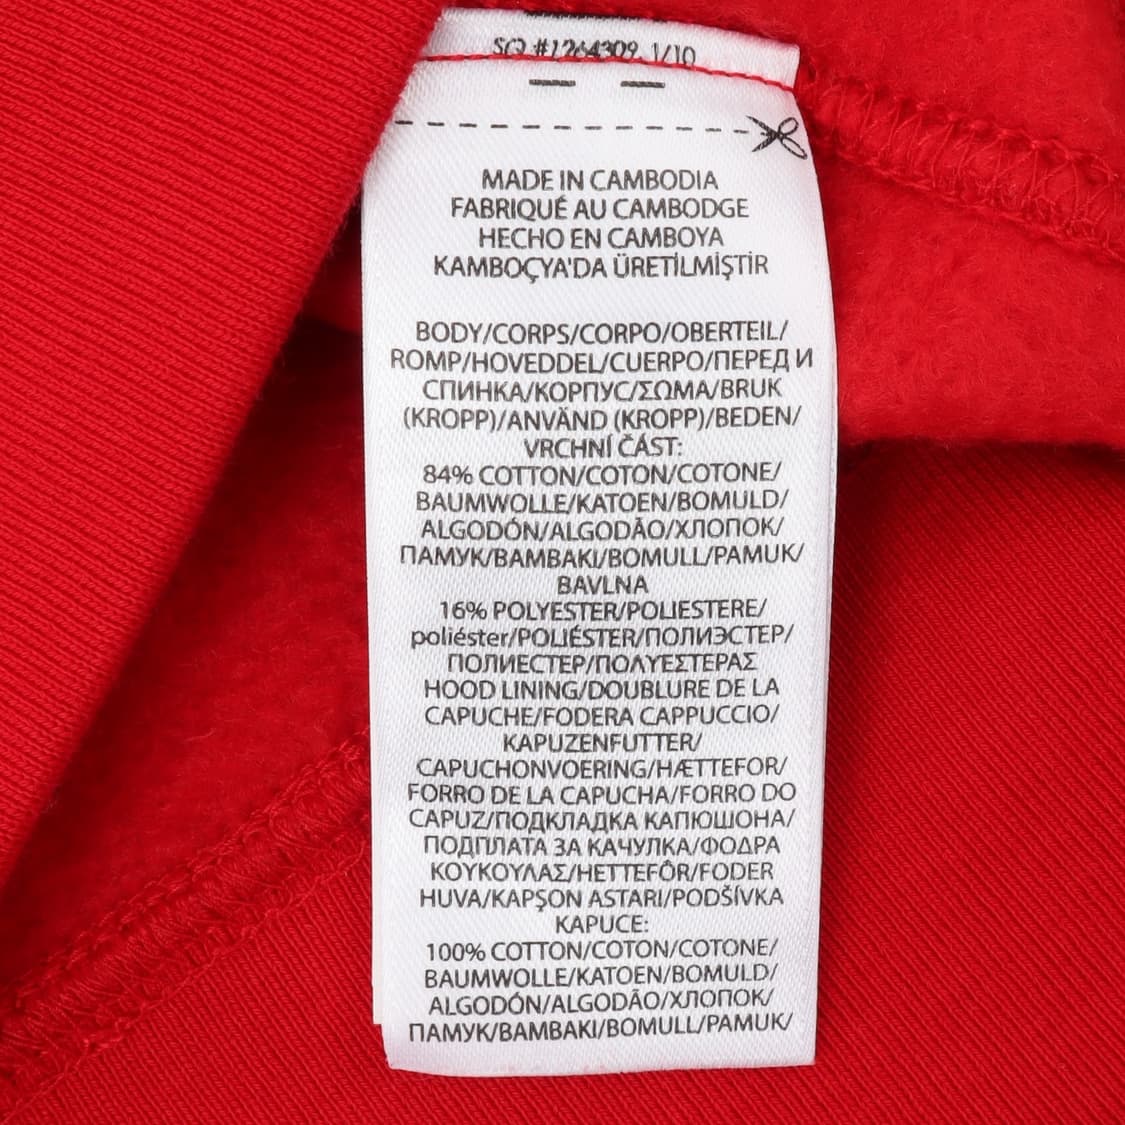 SQ #1264309 1/10
MADE IN CAMBODIA
FABRIQUÉ AU CAMBODGE
HECHO EN CAMBOYA
KAMBOÇYA'DA ÜRETİLMİŞTİR
BODY/CORPS/CORPO/OBERTEIL/
ROMP/HOVEDDEL/CUERPO/ПЕРЕД И
СПИНКА/КОРПУС/ΣΩΜΑ/BRUK
(KROPP)/ANVÄND (KROPP)/BEDEN/
VRCHNÍ ČÁST:
84% COTTON/COTON/COTONE/
BAUMWOLLE/KATOEN/BOMULD/
ALGODÓN/ALGODÃO/ХЛОПОК/
ПАМУК/ΒΑΜΒΑΚΙ/BOMULL/PAMUK/
BAVLNA
16% POLYESTER/POLIESTERE/
poliéster/POLIÉSTER/ПОЛИЭСТЕР/
ПОЛИЕСТЕР/ΠΟΛΥΕΣΤΕΡΑΣ
HOOD LINING/DOUBLURE DE LA
CAPUCHE/FODERA CAPPUCCIO/
KAPUZENFUTTER/
CAPUCHONVOERING/HÆTTEFOR/
FORRO DE LA CAPUCHA/FORRO DO
CAPUZ/ПОДКЛАДКА КАПЮШОНА/
ПОДПЛАТА ЗА КАЧУЛКА/ΦΟΔΡΑ
ΚΟΥΚΟΥΛΑΣ/HETTEFÔR/FODER
HUVA/KAPŞON ASTARI/PODŠÍVKA
KAPUCE:
100% COTTON/COTON/COTONE/
BAUMWOLLE/KATOEN/BOMULD/
ALGODÓN/ALGODÃO/ХЛОПОК/
ПАМУК/ΒΑΜΒΑΚΙ/BOMULL/PAMUK/